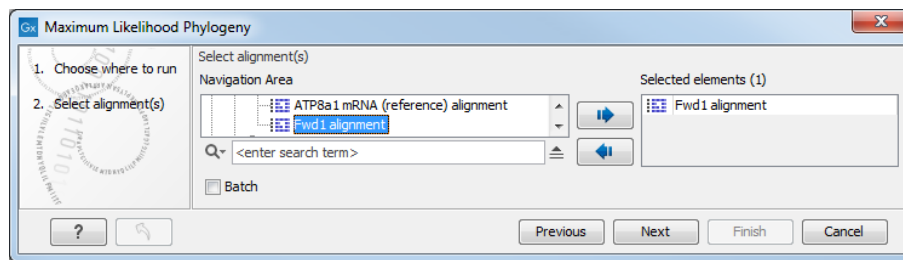 Gx Maximum Likelihood Phylogeny
1. Choose where to run
2. Select alignment(s)
Select alignment(s)
Navigation Area
ATP8a1 mRNA (reference) alignment
Fwd1 alignment
<enter search term>
Batch
Selected elements (1)
Fwd1 alignment
?
Previous
Next
Finish
Cancel